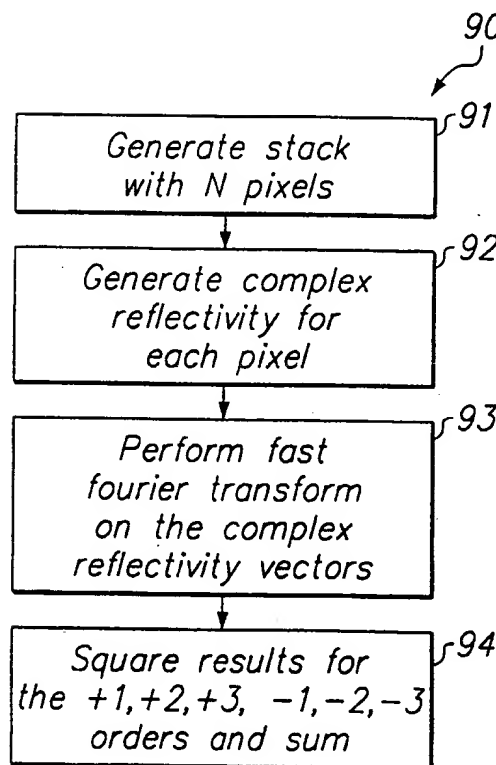 90
91
Generate stack
with N pixels
92
Generate complex
reflectivity for
each pixel
93
Perform fast
fourier transform
on the complex
reflectivity vectors
94
Square results for
the +1,+2,+3, -1,-2,-3
orders and sum